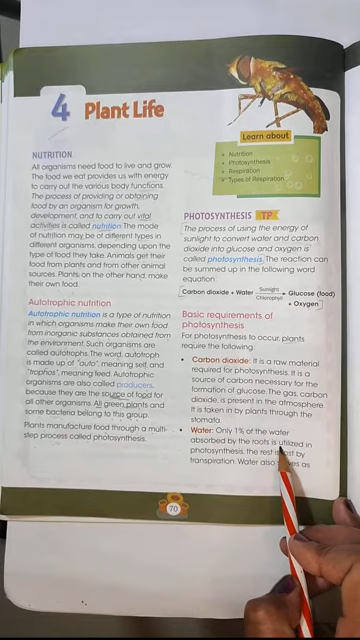 4 Plant Life
Learn about
• Nutrition
• Photosynthesis
• Respiration
• Types of Respiration
NUTRITION
All organisms need food to live and grow.
The food we eat provides us with energy
to carry out the various body functions.
The process of providing or obtaining
food by an organism for growth,
development, and to carry out vital
activities is called nutrition. The mode
of nutrition may be of different types in
different organisms, depending upon the
type of food they take. Animals get their
food from plants and from other animal
sources. Plants, on the other hand, make
their own food.
Autotrophic nutrition
Autotrophic nutrition is a type of nutrition
in which organisms make their own food
from inorganic substances obtained from
the environment. Such organisms are
called autotrophs. The word, autotroph
is made up of "auto", meaning self, and
"trophos", meaning feed. Autotrophic
organisms are also called producers,
because they are the source of food for
all other organisms. All green plants and
some bacteria belong to this group.
Plants manufacture food through a multi-
step process called photosynthesis.
PHOTOSYNTHESIS TP
The process of using the energy of
sunlight to convert water and carbon
dioxide into glucose and oxygen is
called photosynthesis. The reaction can
be summed up in the following word
equation:
Carbon dioxide + Water Sunlight Chlorophyll Glucose (food)
+ Oxygen
Basic requirements of
photosynthesis
For photosynthesis to occur, plants
require the following:
• Carbon dioxide: It is a raw material
required for photosynthesis. It is a
source of carbon necessary for the
formation of glucose. The gas, carbon
dioxide, is present in the atmosphere.
It is taken in by plants through the
stomata.
• Water: Only 1% of the water
absorbed by the roots is utilized in
photosynthesis, the rest is lost by
transpiration. Water also as
70